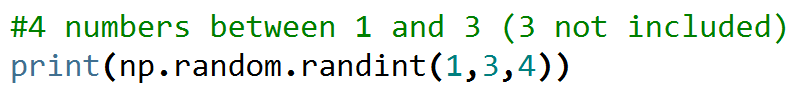 #4 numbers between 1 and 3 (3 not included)
print(np.random.randint(1,3,4))